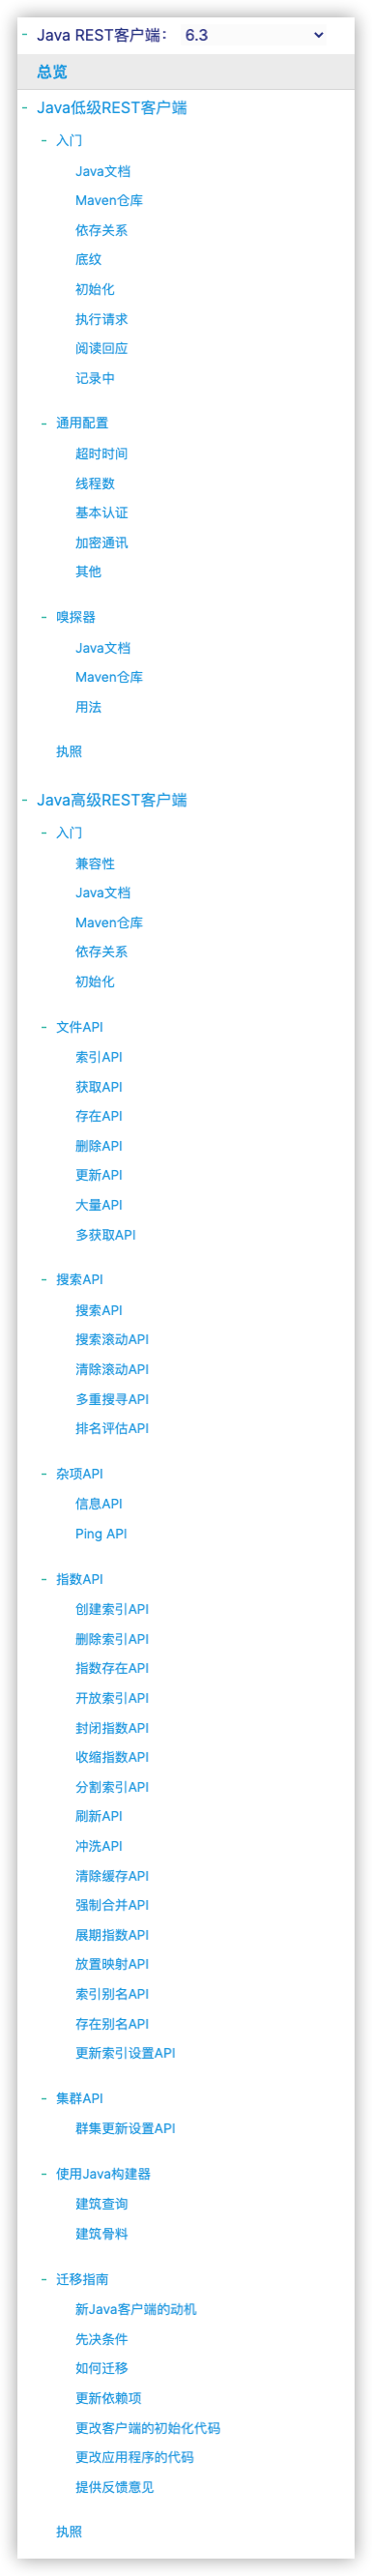 - Java REST客户端： 6.3
总览
- Java低级REST客户端
- 入门
Java文档
Maven仓库
依存关系
底纹
初始化
执行请求
阅读回应
记录中
- 通用配置
超时时间
线程数
基本认证
加密通讯
其他
- 嗅探器
Java文档
Maven仓库
用法
执照
- Java高级REST客户端
- 入门
兼容性
Java文档
Maven仓库
依存关系
初始化
- 文件API
索引API
获取API
存在API
删除API
更新API
大量API
多获取API
- 搜索API
搜索API
搜索滚动API
清除滚动API
多重搜寻API
排名评估API
- 杂项API
信息API
Ping API
- 指数API
创建索引API
删除索引API
指数存在API
开放索引API
封闭指数API
收缩指数API
分割索引API
刷新API
冲洗API
清除缓存API
强制合并API
展期指数API
放置映射API
索引别名API
存在别名API
更新索引设置API
- 集群API
群集更新设置API
- 使用Java构建器
建筑查询
建筑骨料
- 迁移指南
新Java客户端的动机
先决条件
如何迁移
更新依赖项
更改客户端的初始化代码
更改应用程序的代码
提供反馈意见
执照